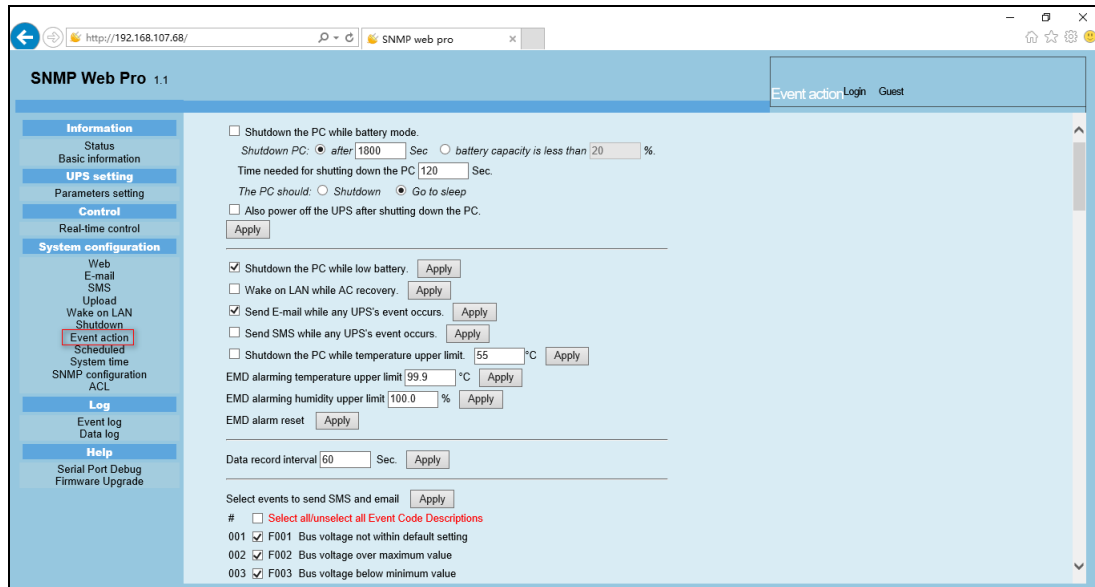 http://192.168.107.68/
SNMP web pro
SNMP Web Pro 1.1
Event action Login Guest
Information
Status
Basic information
UPS setting
Parameters setting
Control
Real-time control
System configuration
Web
E-mail
SMS
Upload
Wake on LAN
Shutdown
Event action
Scheduled
System time
SNMP configuration
ACL
Log
Event log
Data log
Help
Serial Port Debug
Firmware Upgrade
Shutdown the PC while battery mode.
Shutdown PC: after 1800 Sec battery capacity is less than 20 %.
Time needed for shutting down the PC 120 Sec.
The PC should: Shutdown Go to sleep
Also power off the UPS after shutting down the PC.
Apply
Shutdown the PC while low battery. Apply
Wake on LAN while AC recovery. Apply
Send E-mail while any UPS's event occurs. Apply
Send SMS while any UPS's event occurs. Apply
Shutdown the PC while temperature upper limit. 55 °C Apply
EMD alarming temperature upper limit 99.9 °C Apply
EMD alarming humidity upper limit 100.0 % Apply
EMD alarm reset Apply
Data record interval 60 Sec. Apply
Select events to send SMS and email Apply
# Select all/unselect all Event Code Descriptions
001 F001 Bus voltage not within default setting
002 F002 Bus voltage over maximum value
003 F003 Bus voltage below minimum value